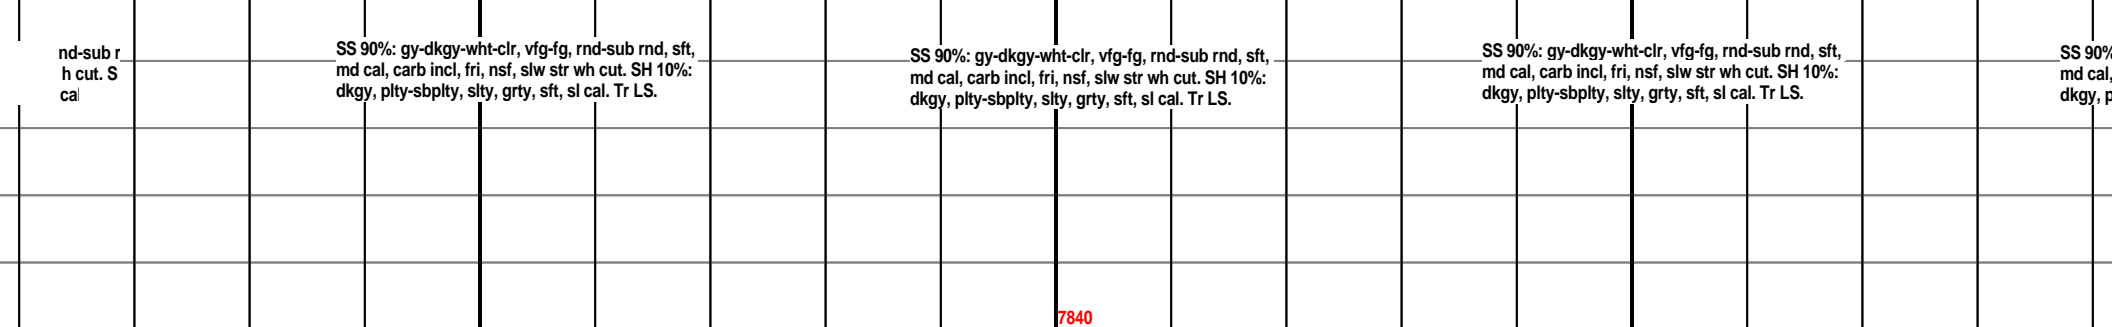 nd-sub r
h cut. S
cal
SS 90%: gy-dkgy-wht-clr, vfg-fg, rnd-sub rnd, sft,
md cal, carb incl, fri, nsf, slw str wh cut. SH 10%:
dkgy, plty-sbplty, slty, grty, sft, sl cal. Tr LS.
SS 90%: gy-dkgy-wht-clr, vfg-fg, rnd-sub rnd, sft,
md cal, carb incl, fri, nsf, slw str wh cut. SH 10%:
dkgy, plty-sbplty, slty, grty, sft, sl cal. Tr LS.
SS 90%: gy-dkgy-wht-clr, vfg-fg, rnd-sub rnd, sft,
md cal, carb incl, fri, nsf, slw str wh cut. SH 10%:
dkgy, plty-sbplty, slty, grty, sft, sl cal. Tr LS.
SS 90%
md cal,
dkgy, p
7840